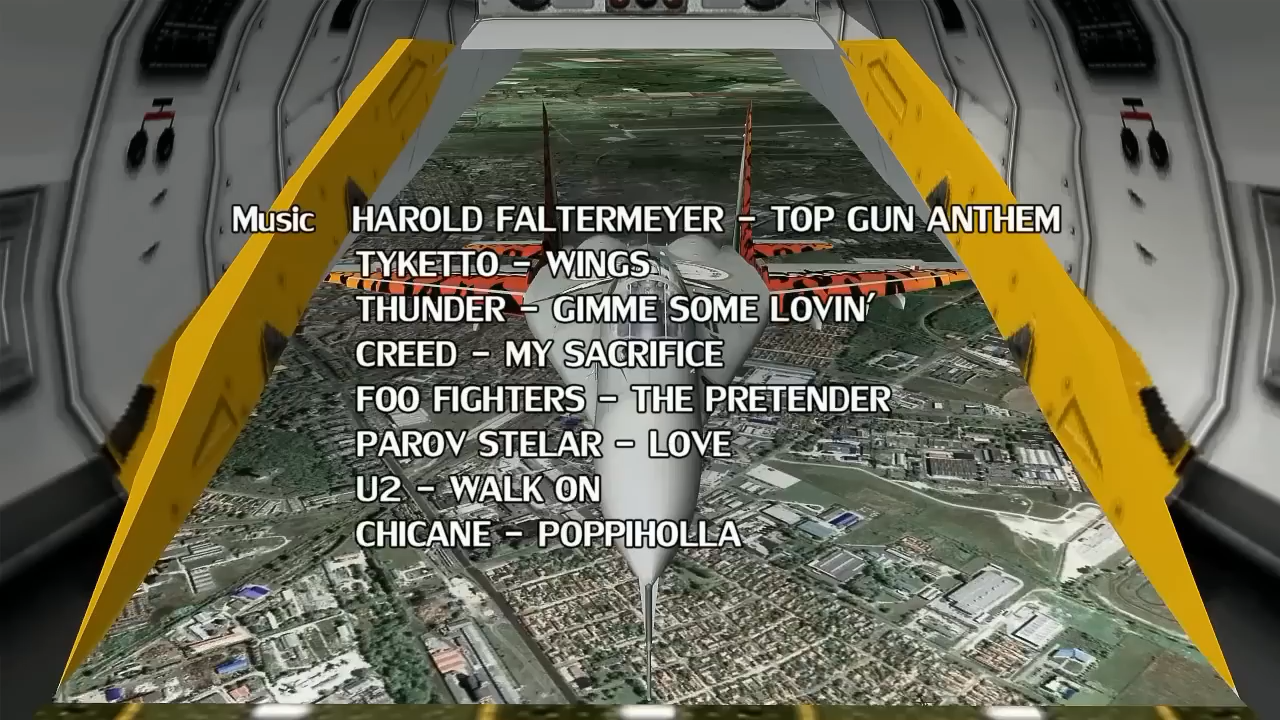 Music HAROLD FALTERMEYER – TOP GUN ANTHEM
TYKETTO – WINGS
THUNDER – GIMME SOME LOVIN'
CREED – MY SACRIFICE
FOO FIGHTERS – THE PRETENDER
PAROV STELAR – LOVE
U2 – WALK ON
CHICANE – POPPIHOLLA